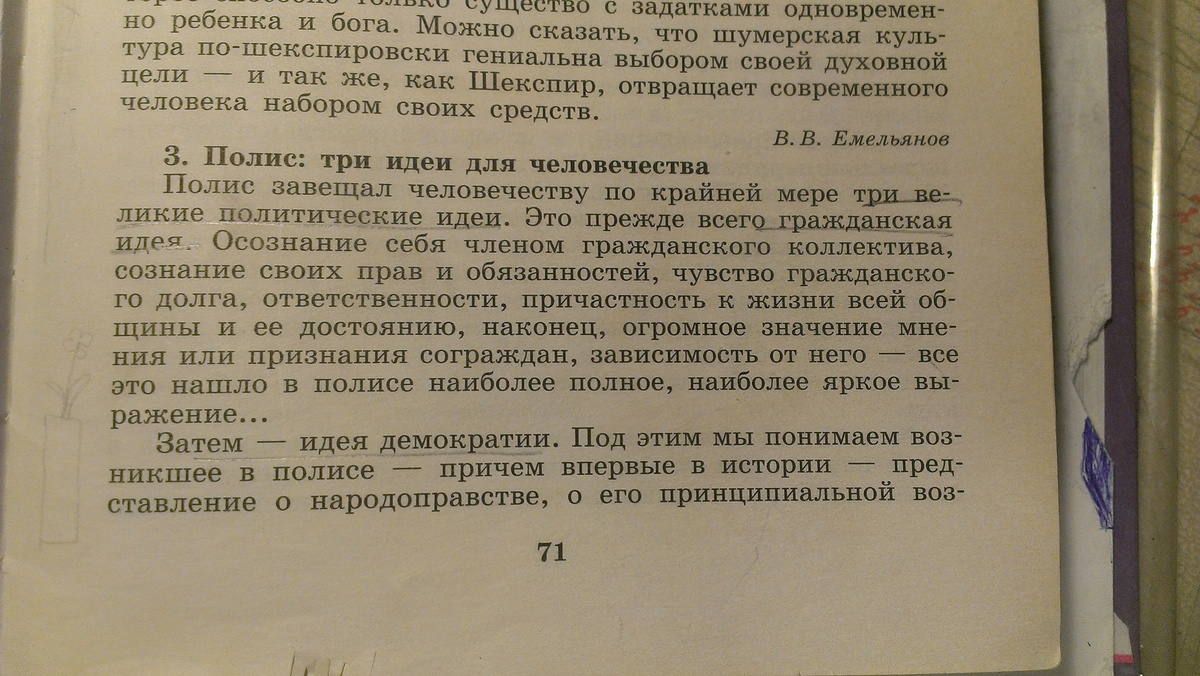 способно только существо с задатками одновремен-
но ребенка и бога. Можно сказать, что шумерская куль-
тура по-шекспировски гениальна выбором своей духовной
цели — и так же, как Шекспир, отвращает современного
человека набором своих средств.
В. В. Емельянов
3. Полис: три идеи для человечества
Полис завещал человечеству по крайней мере три ве-
ликие политические идеи. Это прежде всего гражданская
идея. Осознание себя членом гражданского коллектива,
сознание своих прав и обязанностей, чувство гражданско-
го долга, ответственности, причастность к жизни всей об-
щины и ее достоянию, наконец, огромное значение мне-
ния или признания сограждан, зависимость от него — все
это нашло в полисе наиболее полное, наиболее яркое вы-
ражение...
Затем — идея демократии. Под этим мы понимаем воз-
никшее в полисе — причем впервые в истории — пред-
ставление о народоправстве, о его принципиальной воз-
71